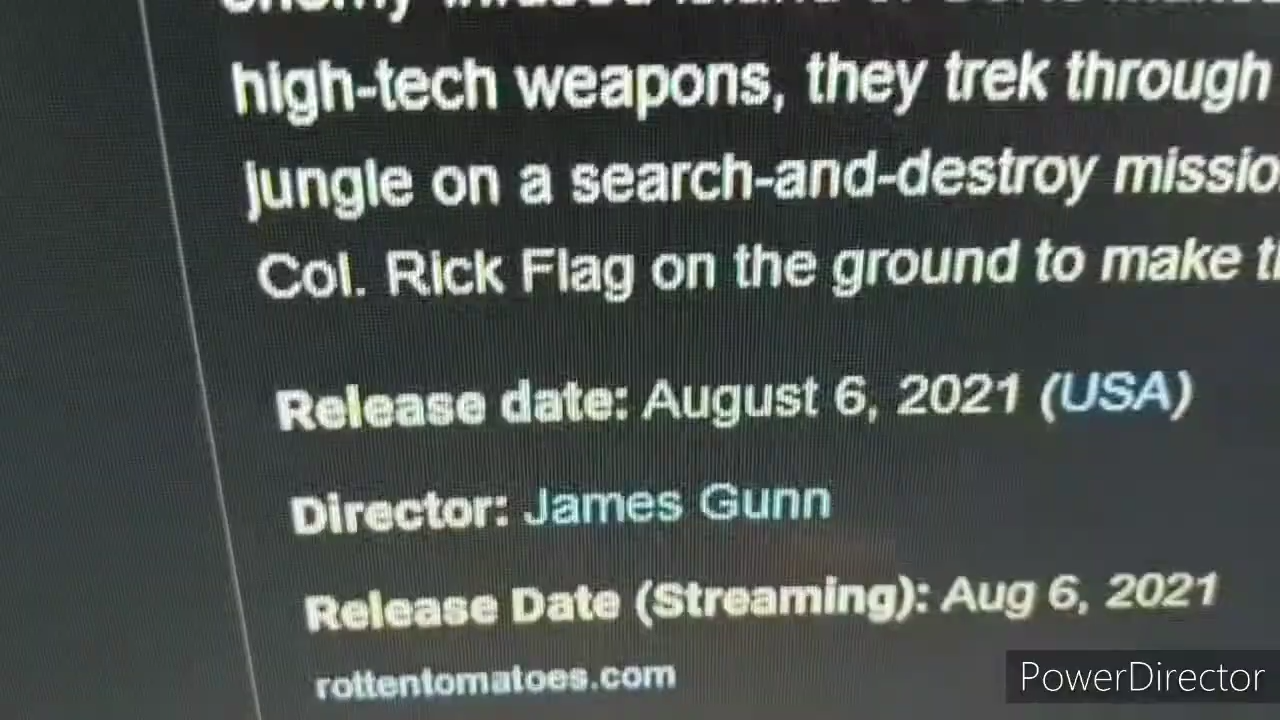 high-tech weapons, they trek through
jungle on a search-and-destroy missio
Col. Rick Flag on the ground to make
Release date: August 6, 2021 (USA)
Director: James Gunn
Release Date (Streaming): Aug 6, 2021
rottentomatoes.com
PowerDirector